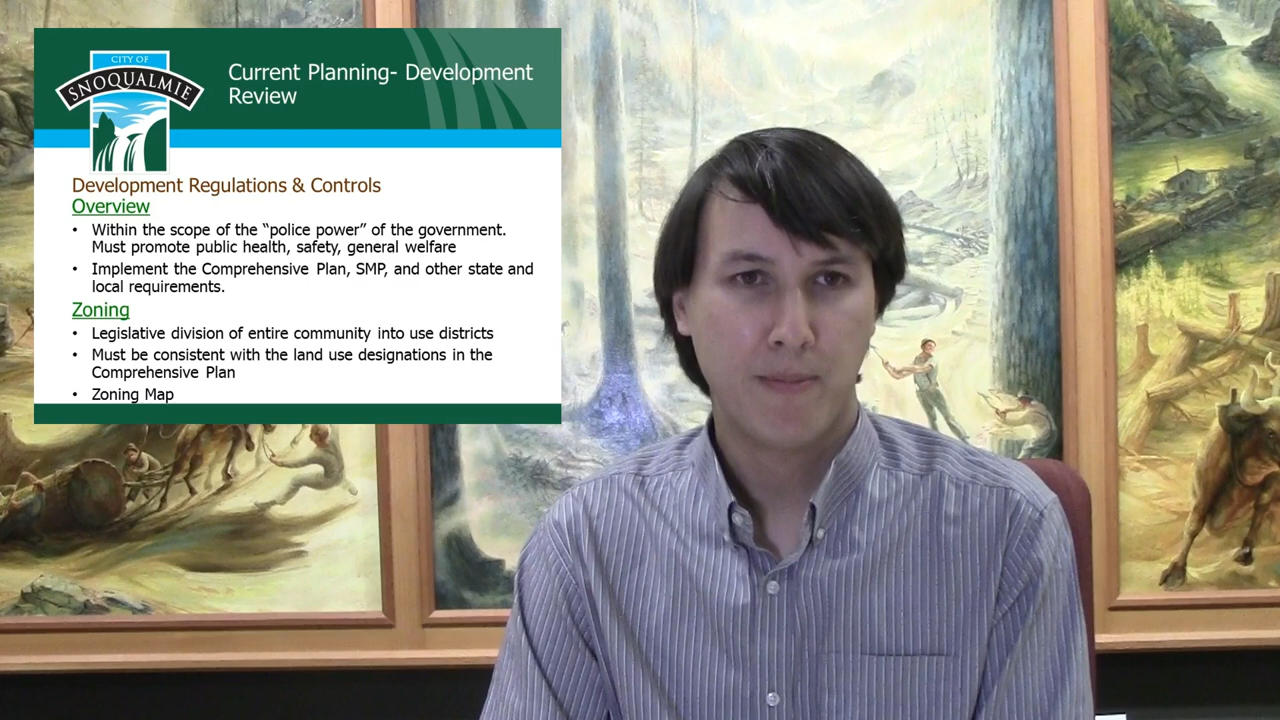 CITY OF
SNOQUALMIE
Current Planning- Development
Review
Development Regulations & Controls
Overview
• Within the scope of the “police power” of the government.
Must promote public health, safety, general welfare
• Implement the Comprehensive Plan, SMP, and other state and
local requirements.
Zoning
• Legislative division of entire community into use districts
• Must be consistent with the land use designations in the
Comprehensive Plan
• Zoning Map